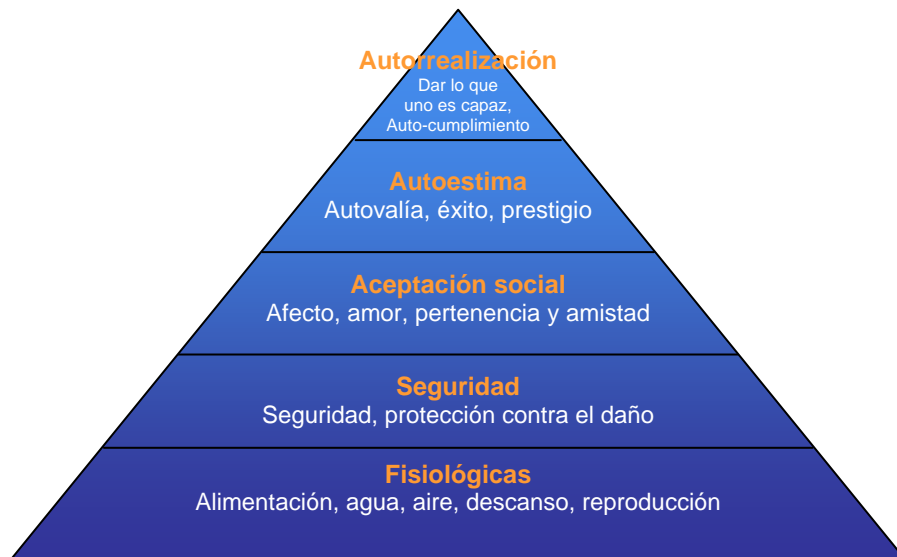 Autorrealización
Dar lo que
uno es capaz,
Auto-cumplimiento
Autoestima
Autovalía, éxito, prestigio
Aceptación social
Afecto, amor, pertenencia y amistad
Seguridad
Seguridad, protección contra el daño
Fisiológicas
Alimentación, agua, aire, descanso, reproducción